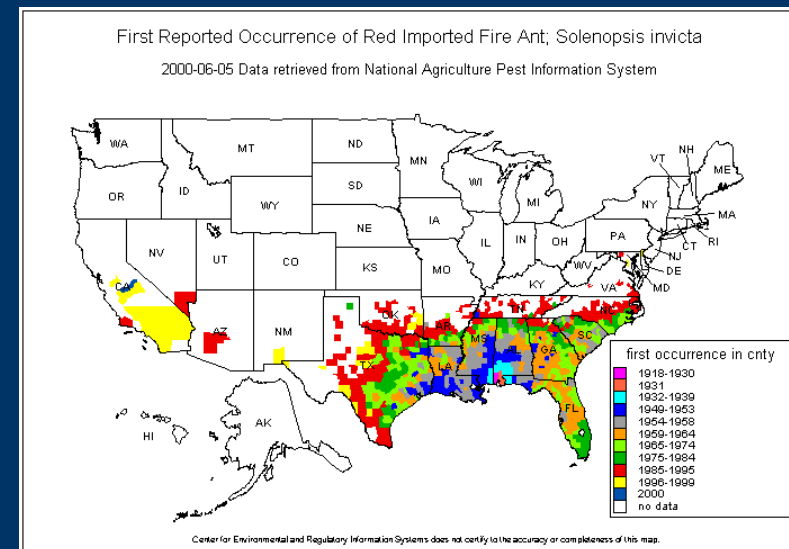 First Reported Occurrence of Red Imported Fire Ant; Solenopsis invicta
2000-06-05 Data retrieved from National Agriculture Pest Information System
WA
MT
ND
MN
VT
NH
ME
OR
ID
SD
WI
MI
NY
WY
MA
IA
PA
RI
NE
CT
NV
IL
IN
OH
NJ
UT
CO
DE
WV
MD
CA
KS
MO
KY
VA
TN
NC
OK
AZ
NM
AR
SC
MS
AL
GA
TX
LA
FL
AK
HI
first occurrence in cnty
1918-1930
1931
1932-1939
1949-1953
1954-1958
1959-1964
1965-1974
1975-1984
1985-1995
1996-1999
2000
no data
Center for Environmental and Regulatory Information Systems does not certify to the accuracy or completeness of this map.